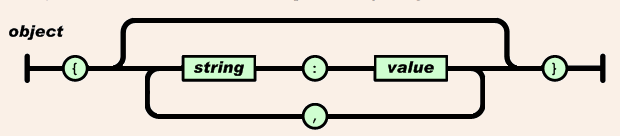 object
{ string : value }
,